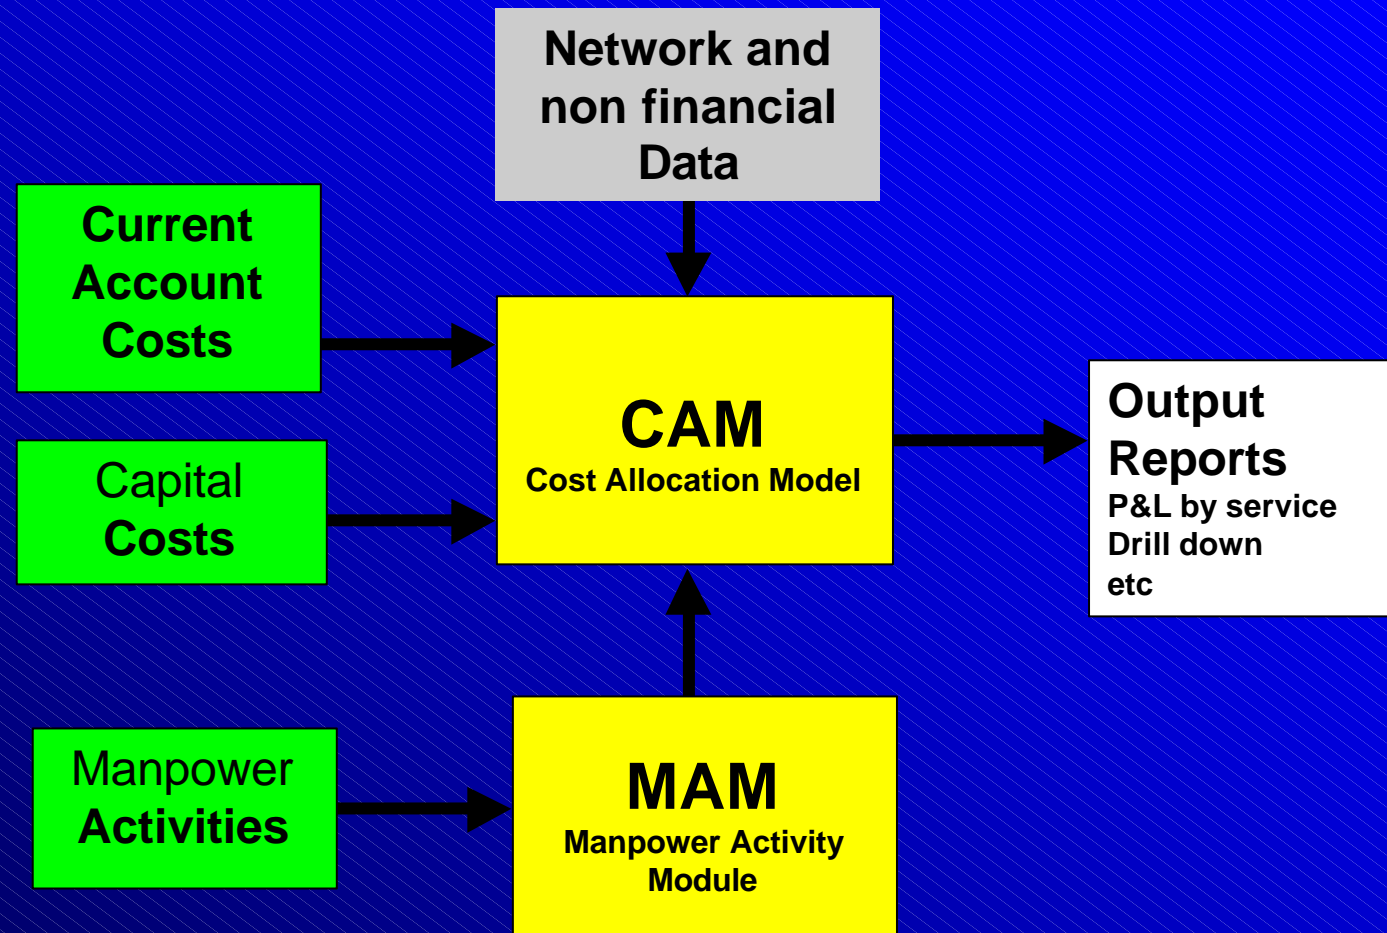 Network and
non financial
Data
Current
Account
Costs
Capital
Costs
CAM
Cost Allocation Model
Output
Reports
P&L by service
Drill down
etc
Manpower
Activities
MAM
Manpower Activity
Module